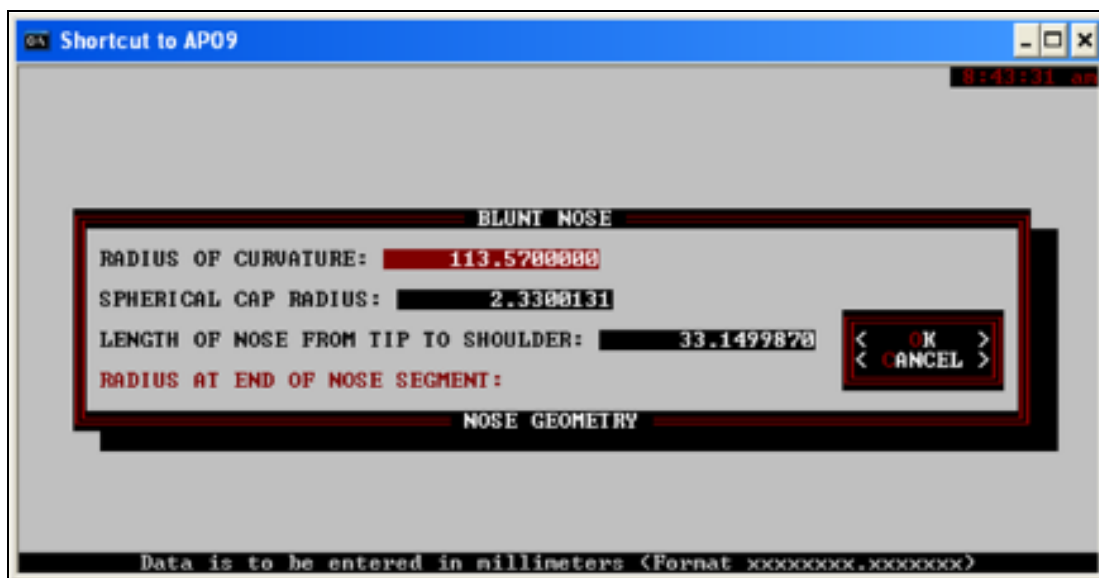 Shortcut to AP09
8:43:31 am
BLUNT NOSE
RADIUS OF CURVATURE: 113.5700000
SPHERICAL CAP RADIUS: 2.3300131
LENGTH OF NOSE FROM TIP TO SHOULDER: 33.1499870
< OK >
< CANCEL >
RADIUS AT END OF NOSE SEGMENT:
NOSE GEOMETRY
Data is to be entered in millimeters (Format xxxxxxxx.xxxxxxx)